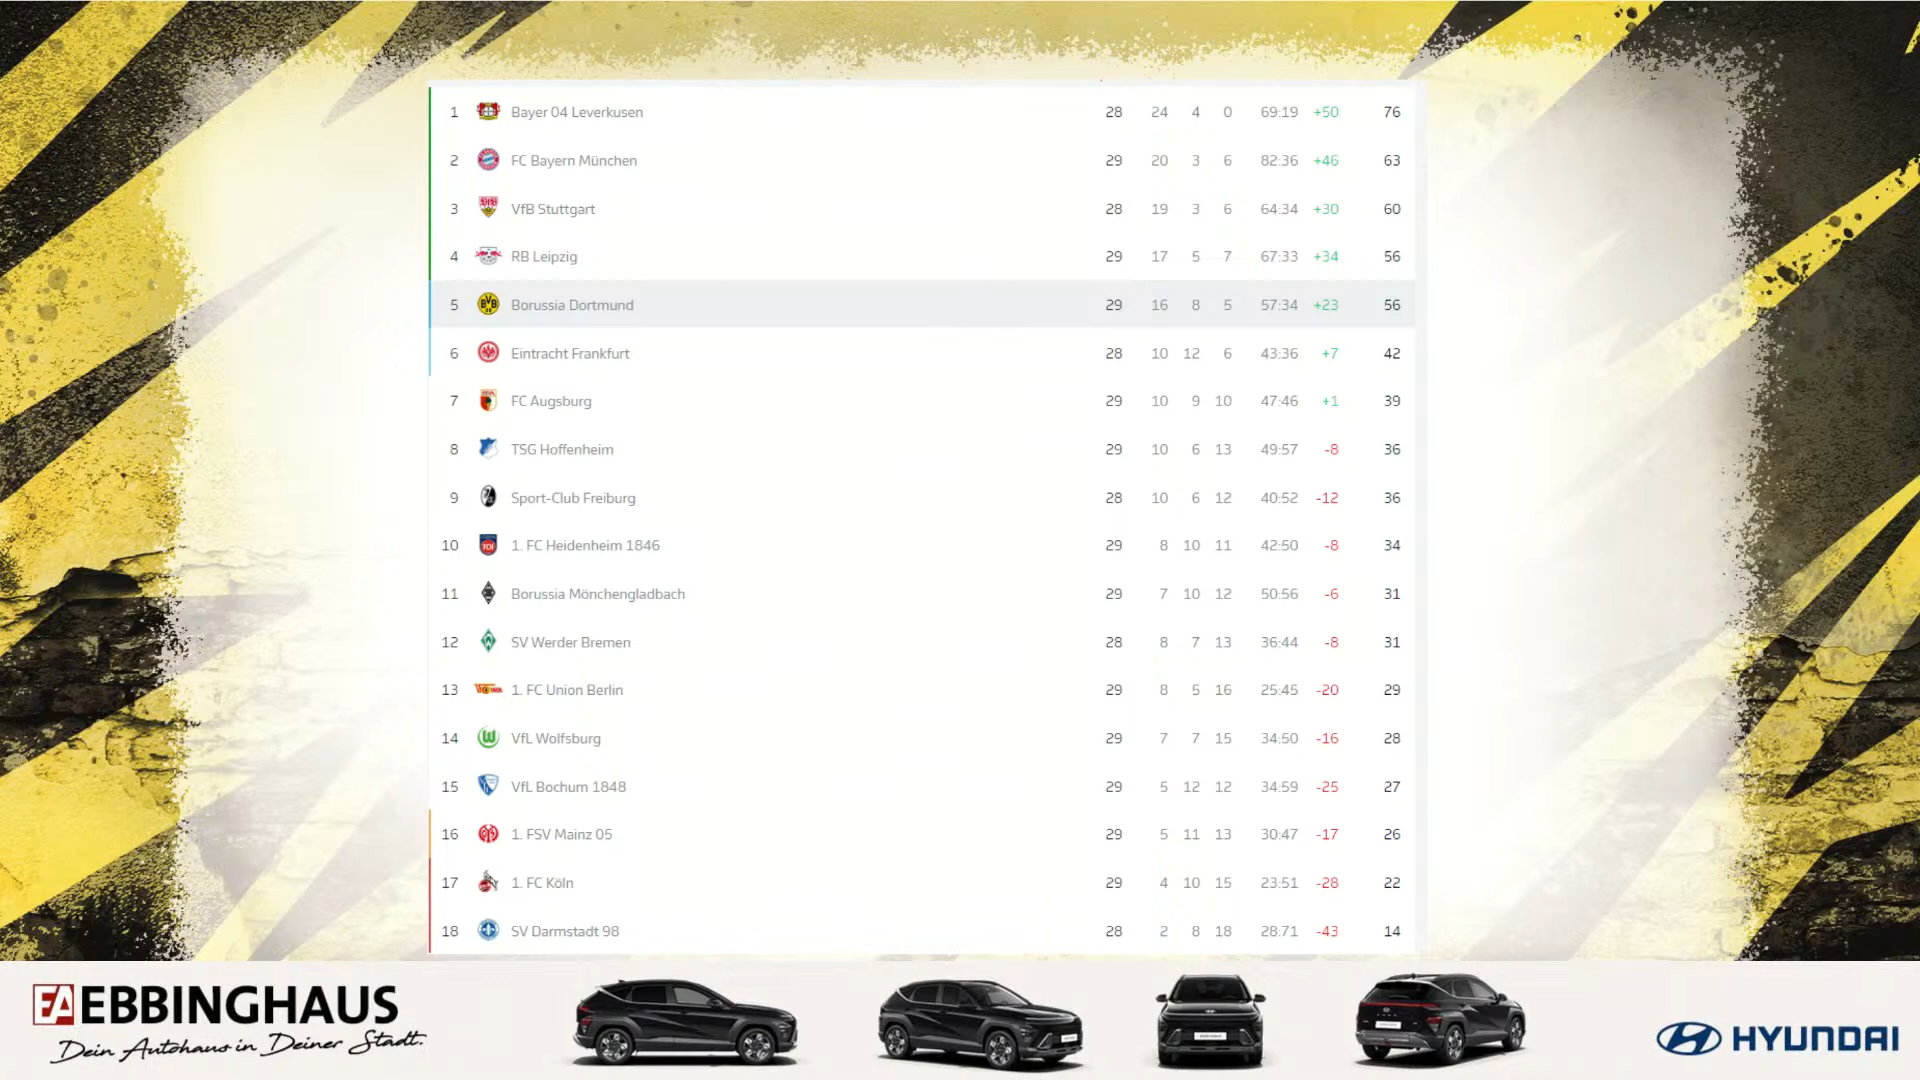 1 Bayer 04 Leverkusen 28 24 4 0 69:19 +50 76
2 FC Bayern München 29 20 3 6 82:36 +46 63
3 VfB Stuttgart 28 19 3 6 64:34 +30 60
4 RB Leipzig 29 17 5 7 67:33 +34 56
5 Borussia Dortmund 29 16 8 5 57:34 +23 56
6 Eintracht Frankfurt 28 10 12 6 43:36 +7 42
7 FC Augsburg 29 10 9 10 47:46 +1 39
8 TSG Hoffenheim 29 10 6 13 49:57 -8 36
9 Sport-Club Freiburg 28 10 6 12 40:52 -12 36
10 1. FC Heidenheim 1846 29 8 10 11 42:50 -8 34
11 Borussia Mönchengladbach 29 7 10 12 50:56 -6 31
12 SV Werder Bremen 28 8 7 13 36:44 -8 31
13 1. FC Union Berlin 29 8 5 16 25:45 -20 29
14 VfL Wolfsburg 29 7 7 15 34:50 -16 28
15 VfL Bochum 1848 29 5 12 12 34:59 -25 27
16 1. FSV Mainz 05 29 5 11 13 30:47 -17 26
17 1. FC Köln 29 4 10 15 23:51 -28 22
18 SV Darmstadt 98 28 2 8 18 28:71 -43 14
EA EBBINGHAUS
Dein Autohaus in Deiner Stadt.
HYUNDAI